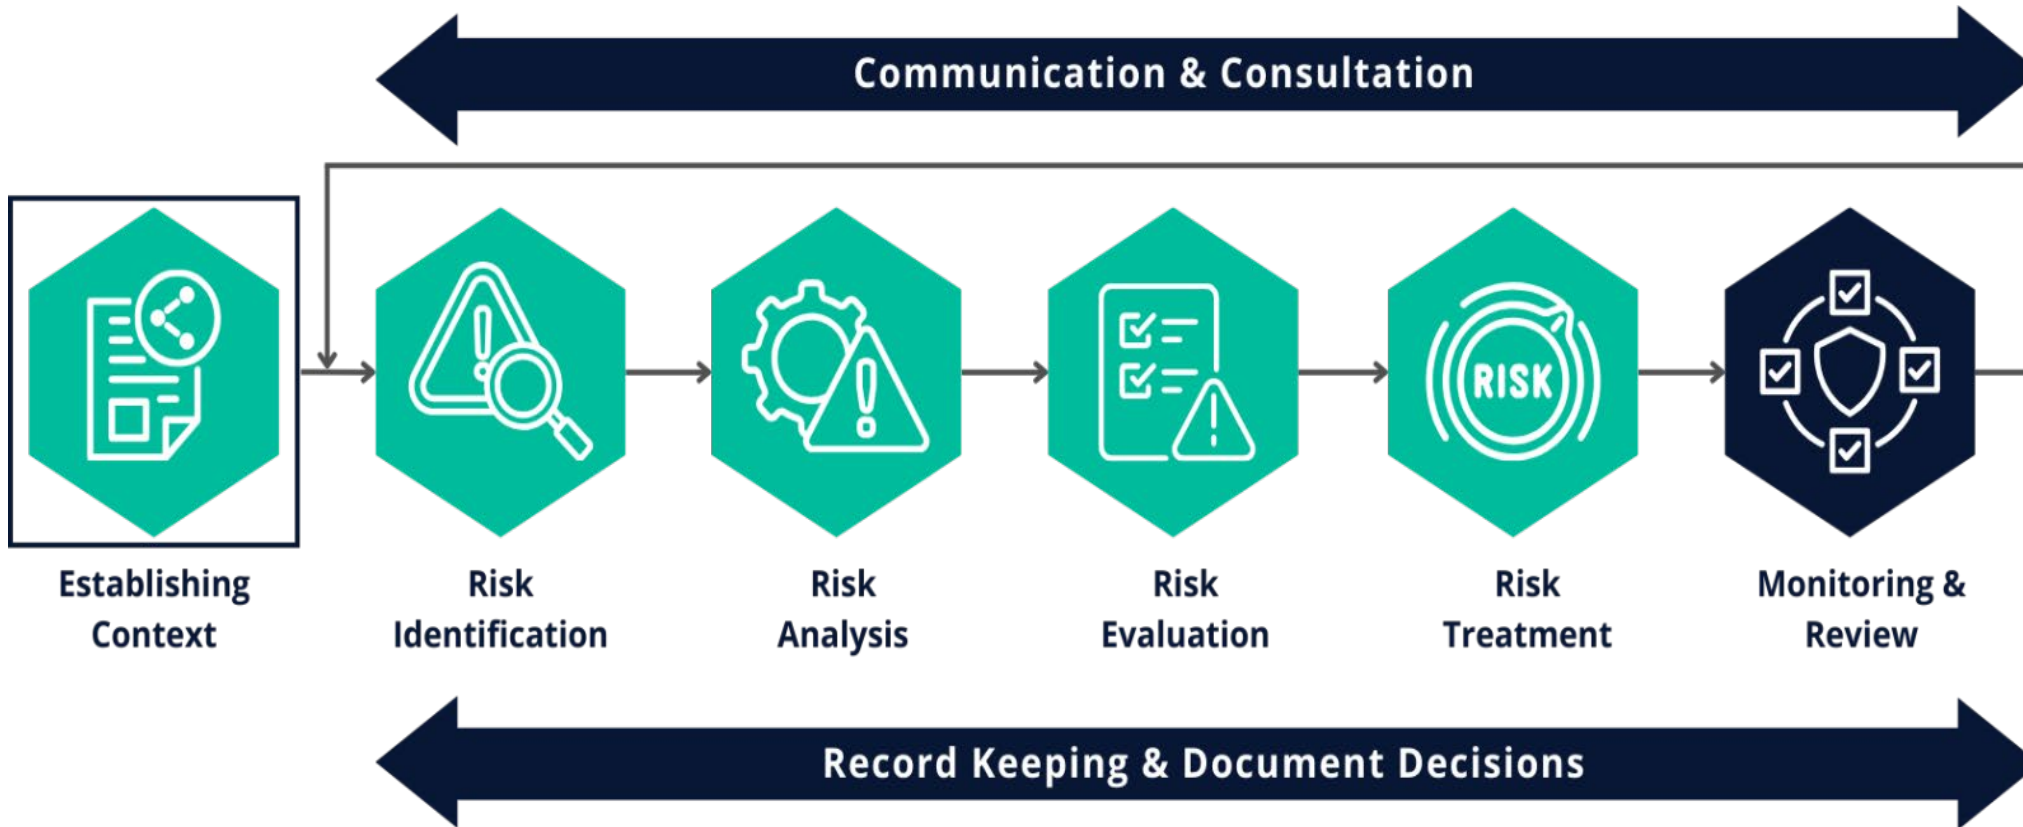 Communication & Consultation
RISK
Establishing
Context
Risk
Identification
Risk
Analysis
Risk
Evaluation
Risk
Treatment
Monitoring &
Review
Record Keeping & Document Decisions